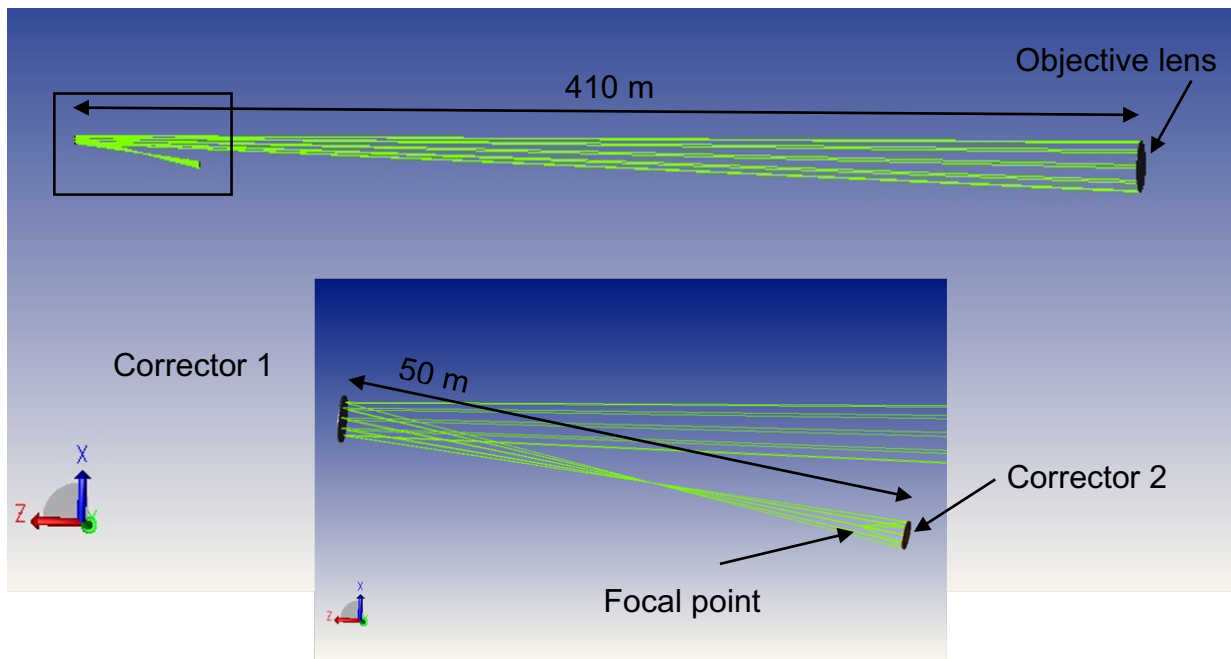 Objective lens
410 m
Corrector 1
50 m
X
Z
Y
Corrector 2
Focal point
X
Z